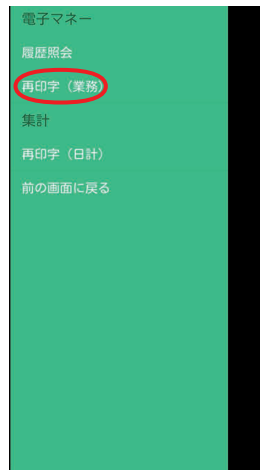 電子マネー
履歴照会
再印字（業務）
集計
再印字（日計）
前の画面に戻る